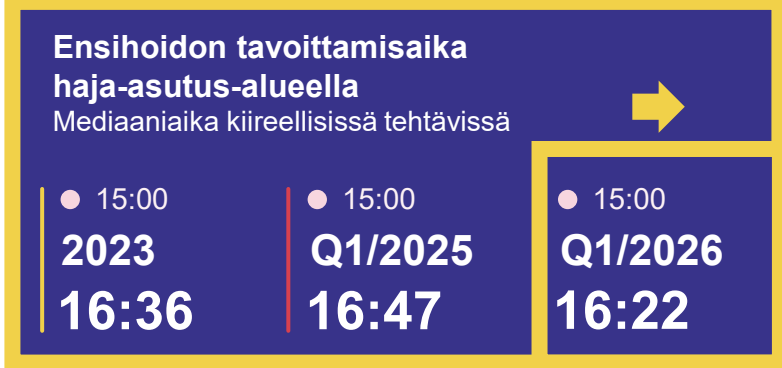 Ensihoidon tavoittamisaika
haja-asutus-alueella
Mediaaniaika kiireellisissä tehtävissä
15:00
2023
16:36
15:00
Q1/2025
16:47
15:00
Q1/2026
16:22